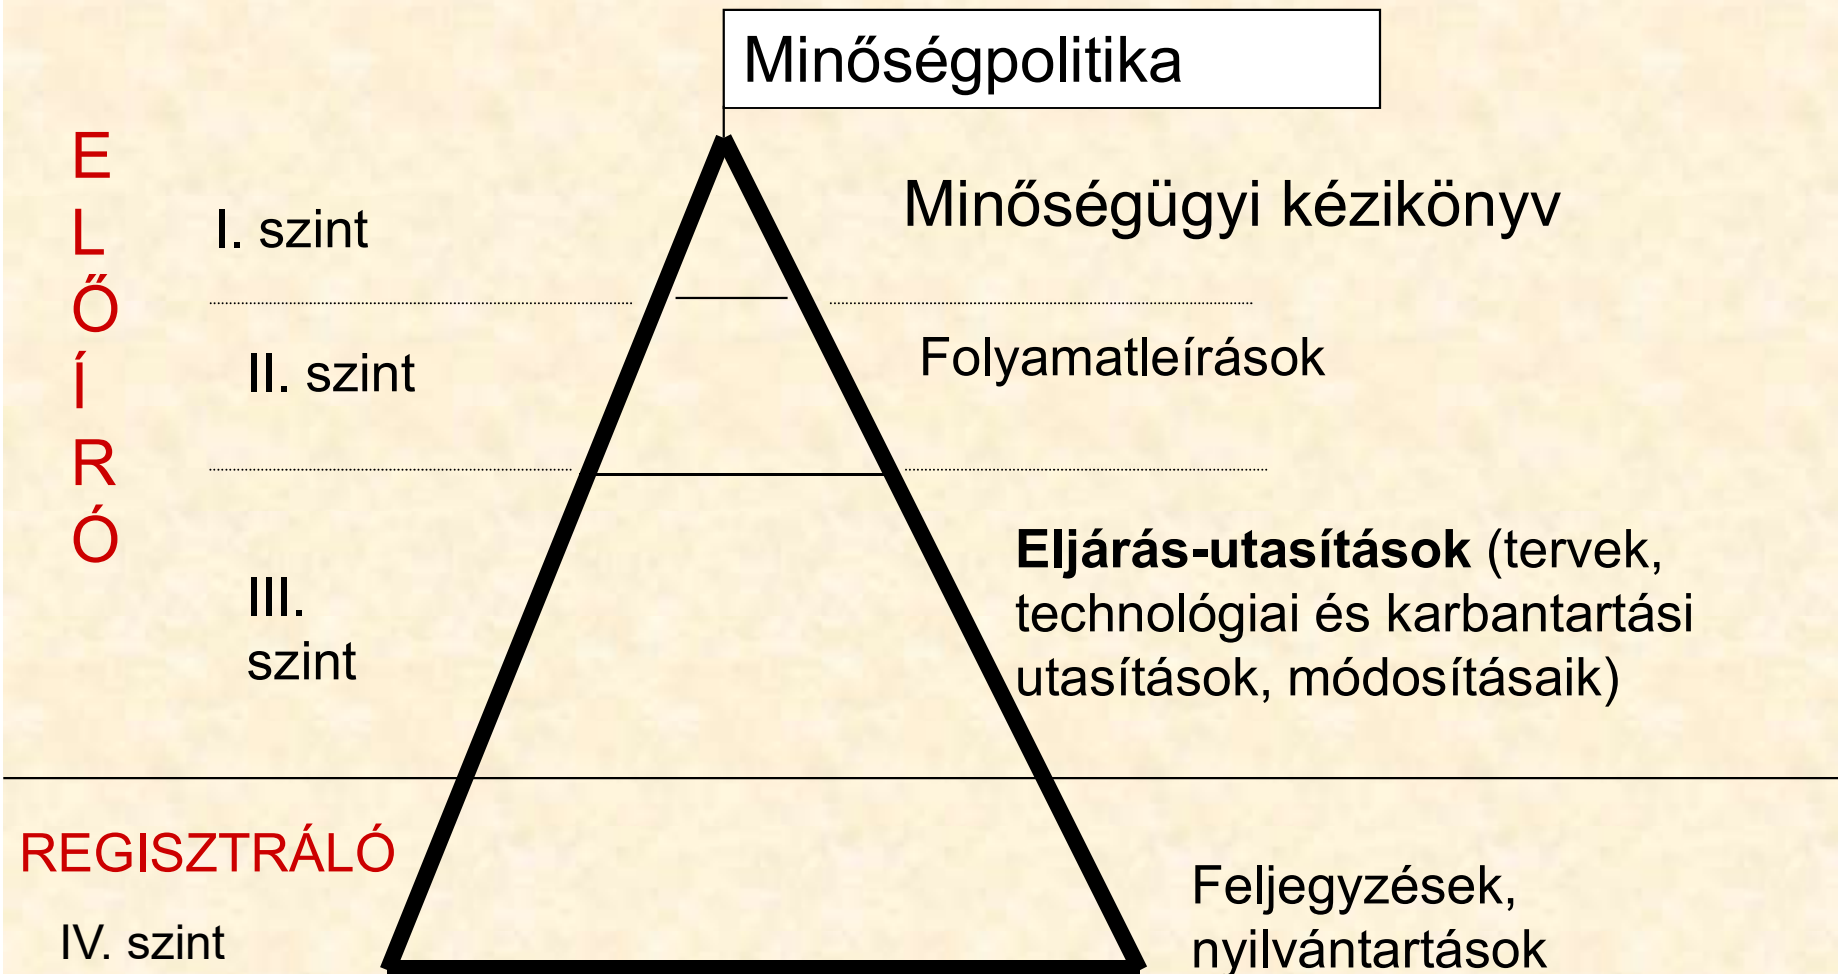 Minőségpolitika
E
L
Ő
Í
R
Ó
I. szint
Minőségügyi kézikönyv
II. szint
Folyamatleírások
III.
szint
Eljárás-utasítások (tervek,
technológiai és karbantartási
utasítások, módosításaik)
REGISZTRÁLÓ
IV. szint
Feljegyzések,
nyilvántartások